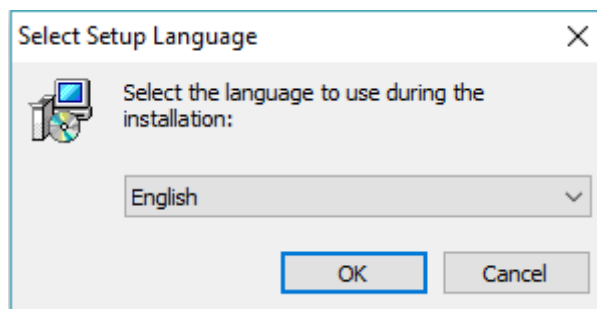 Select Setup Language
Select the language to use during the
installation:
English
OK
Cancel